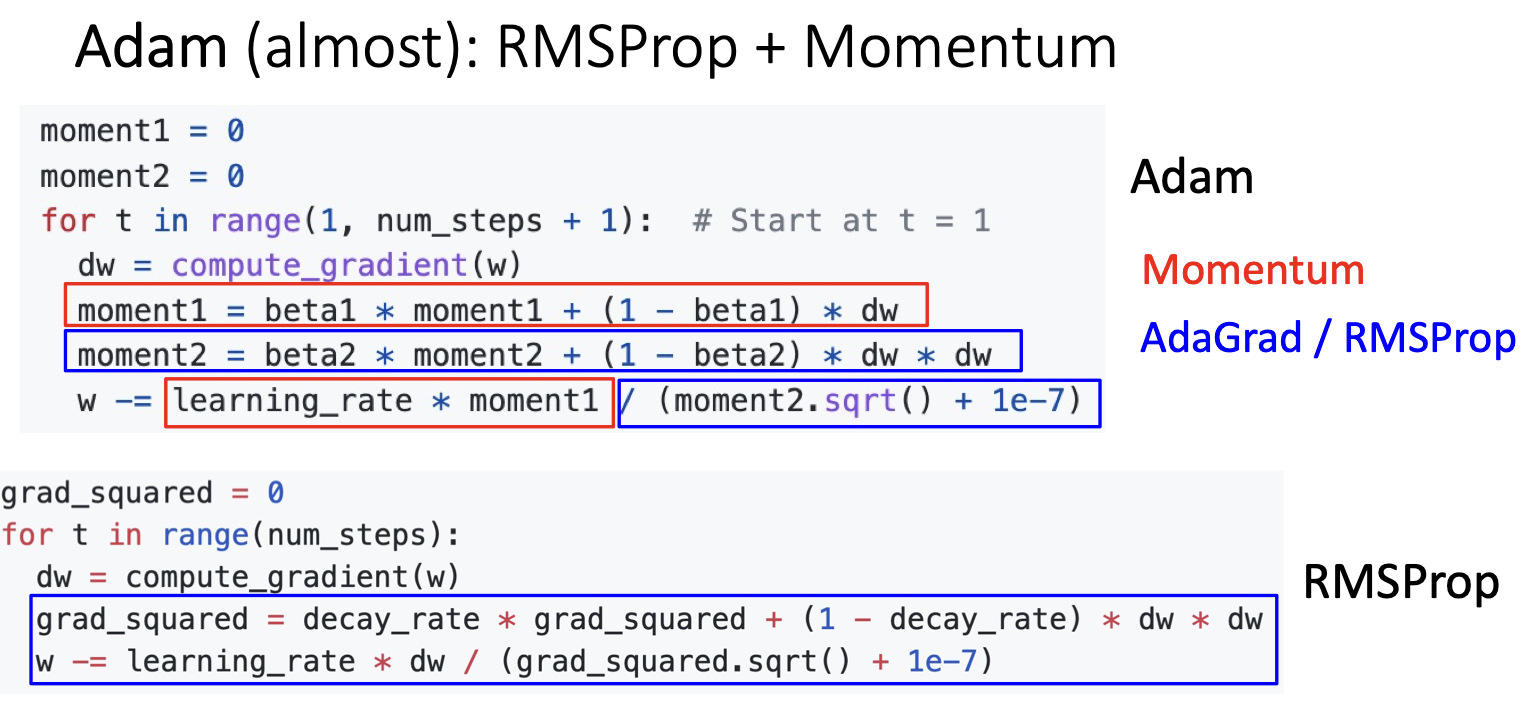 Adam (almost): RMSProp + Momentum
moment1 = 0
moment2 = 0
for t in range(1, num_steps + 1):  # Start at t = 1
  dw = compute_gradient(w)
  moment1 = beta1 * moment1 + (1 - beta1) * dw
  moment2 = beta2 * moment2 + (1 - beta2) * dw * dw
  w -= learning_rate * moment1 / (moment2.sqrt() + 1e-7)
Adam
Momentum
AdaGrad / RMSProp
grad_squared = 0
for t in range(num_steps):
  dw = compute_gradient(w)
  grad_squared = decay_rate * grad_squared + (1 - decay_rate) * dw * dw
  w -= learning_rate * dw / (grad_squared.sqrt() + 1e-7)
RMSProp